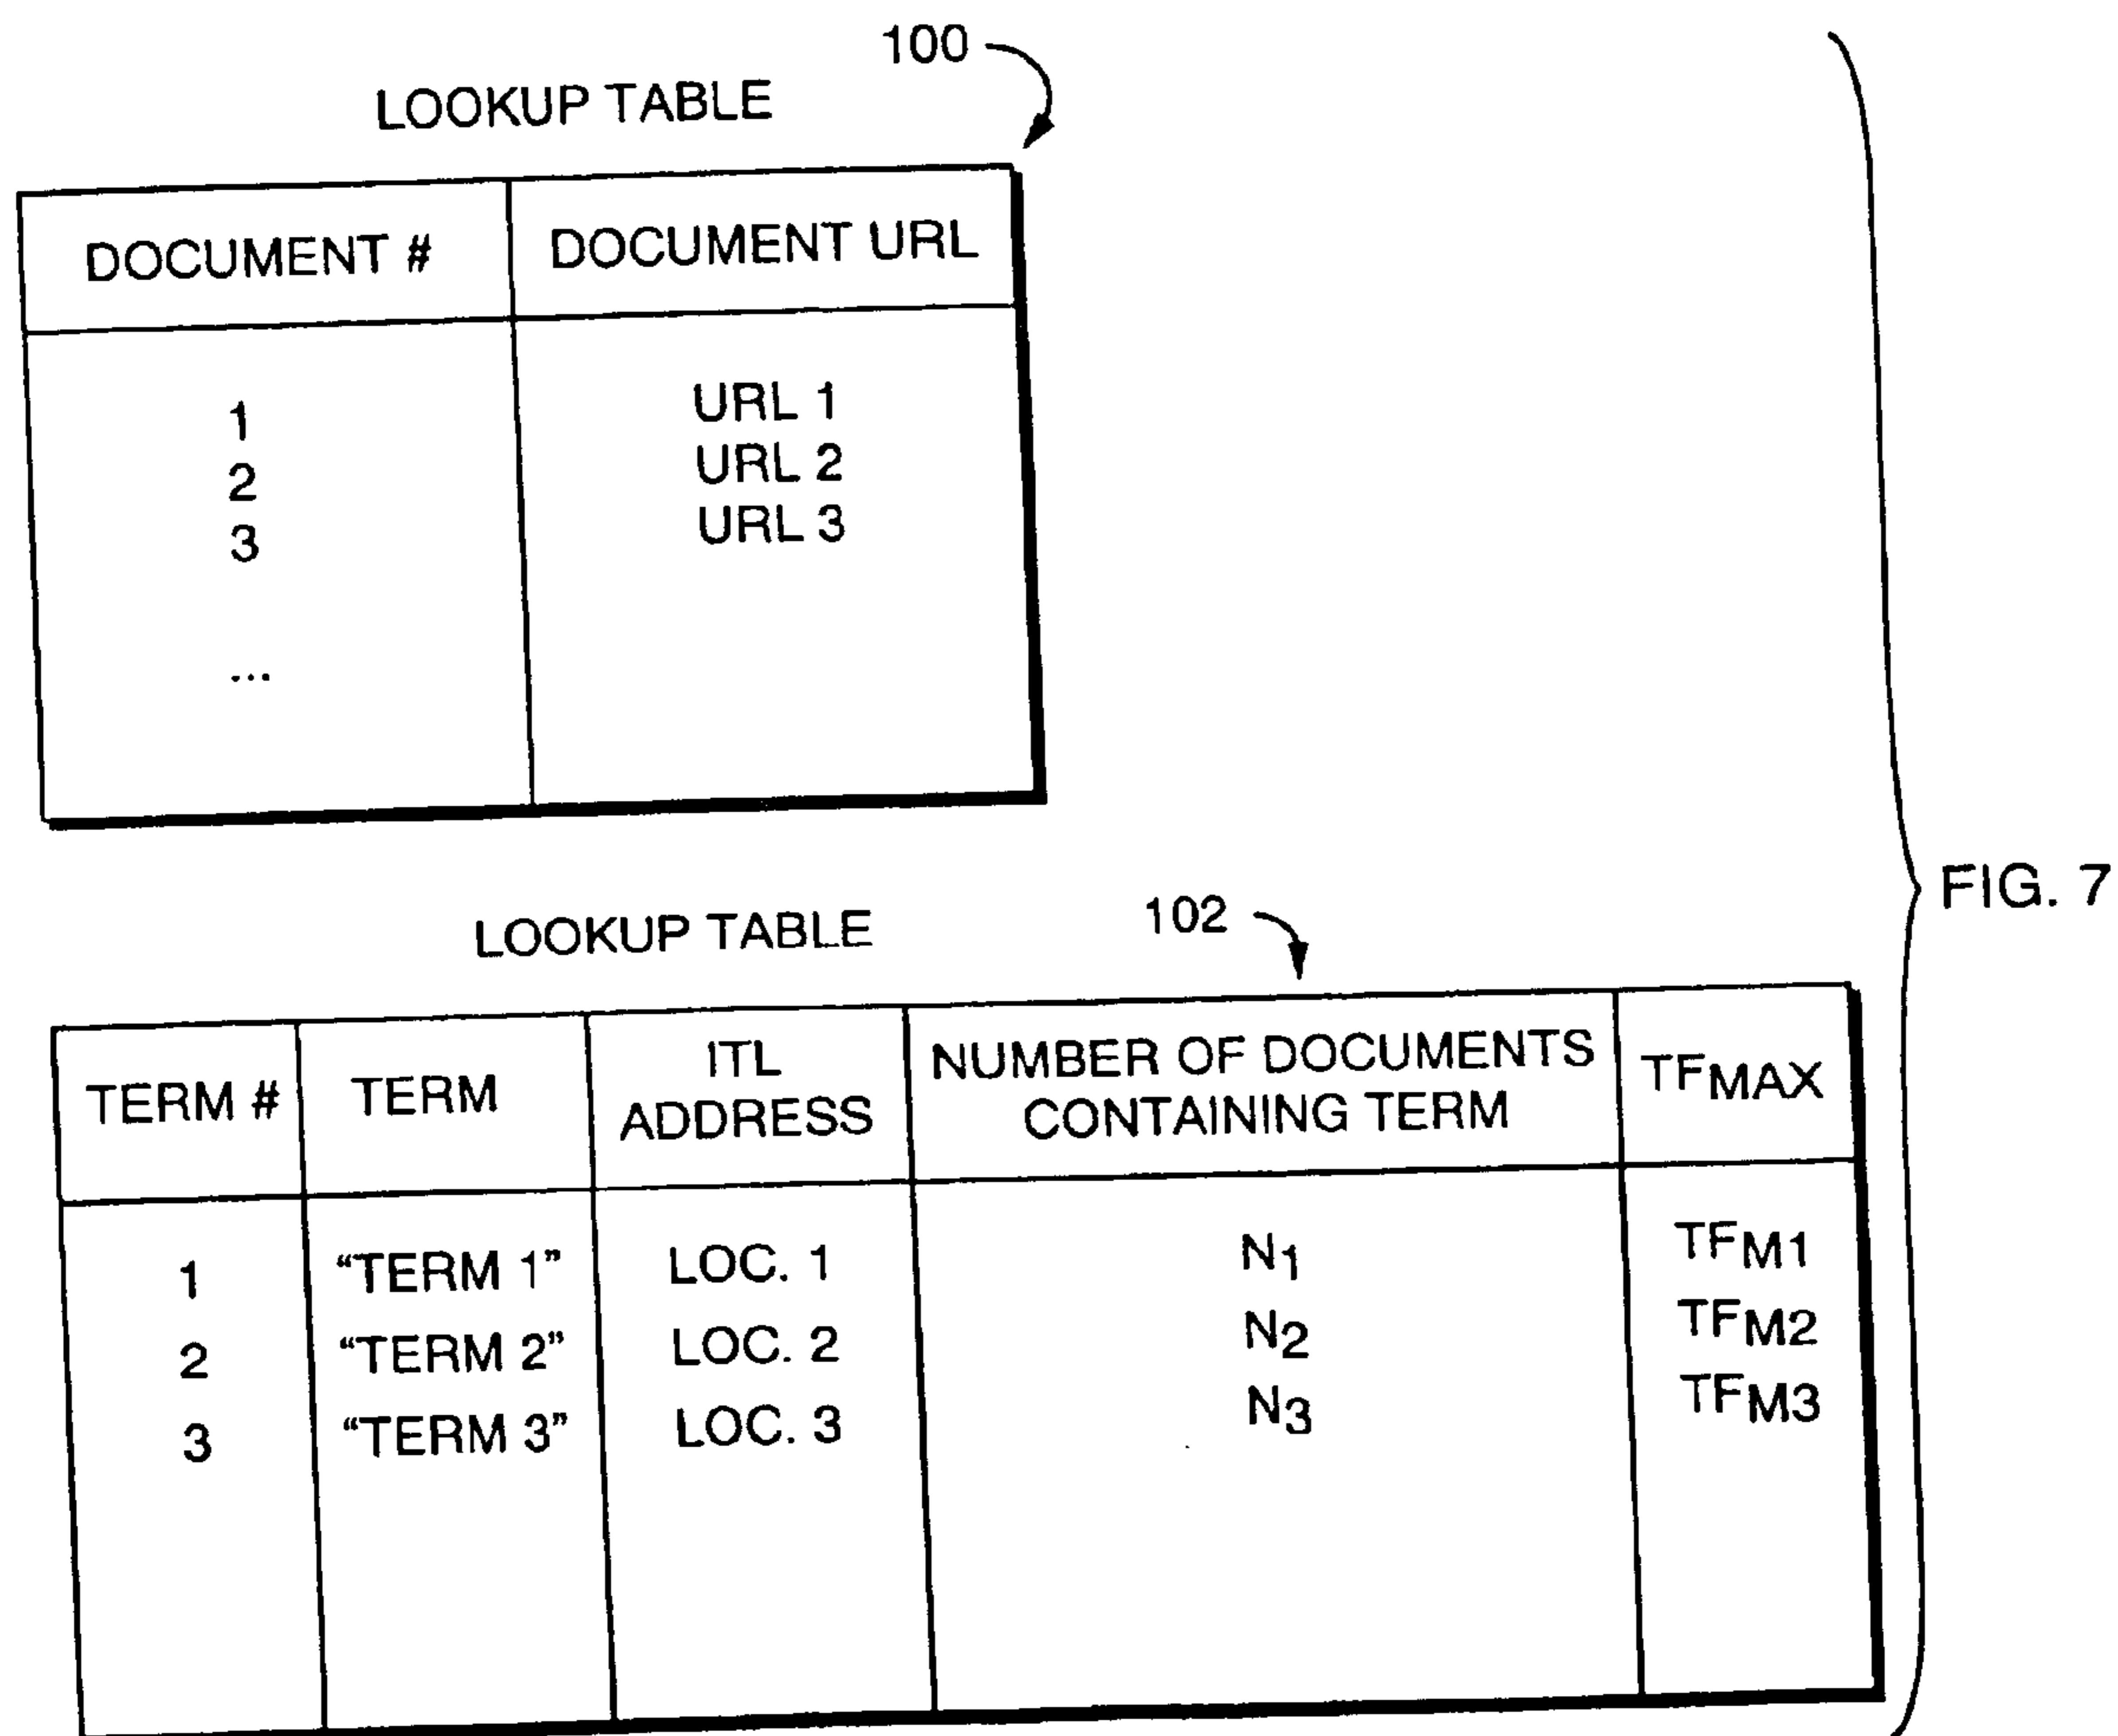 100
LOOKUP TABLE
DOCUMENT # DOCUMENT URL
1 URL 1
2 URL 2
3 URL 3
...
FIG. 7
LOOKUP TABLE 102
TERM # TERM ITL ADDRESS NUMBER OF DOCUMENTS CONTAINING TERM TFMAX
1 “TERM 1” LOC. 1 N1 TFM1
2 “TERM 2” LOC. 2 N2 TFM2
3 “TERM 3” LOC. 3 N3 TFM3